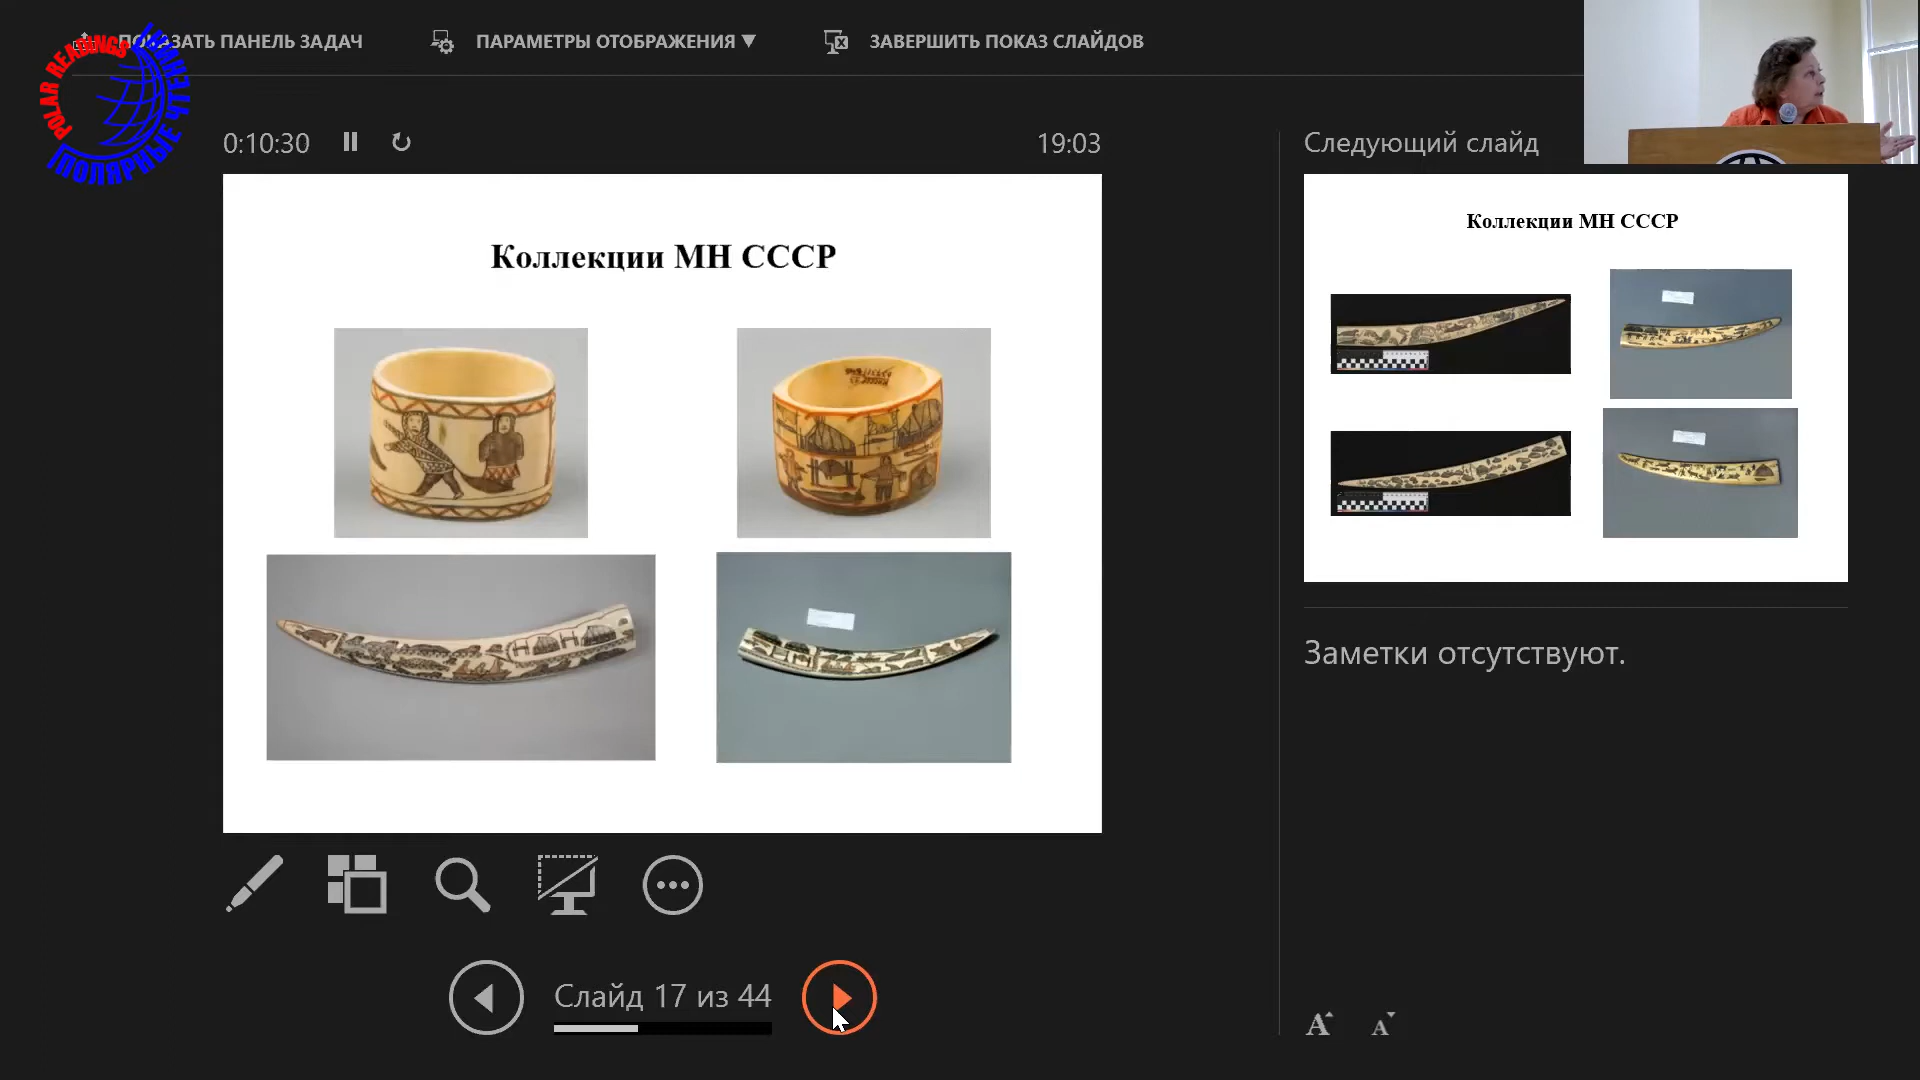 POLAR READINGS
ПОЛЯРНЫЕ ЧТЕНИЯ
ПОКАЗАТЬ ПАНЕЛЬ ЗАДАЧ
ПАРАМЕТРЫ ОТОБРАЖЕНИЯ ▼
ЗАВЕРШИТЬ ПОКАЗ СЛАЙДОВ
0:10:30
19:03
Следующий слайд
Коллекции МН СССР
Коллекции МН СССР
Заметки отсутствуют.
Слайд 17 из 44
A
A